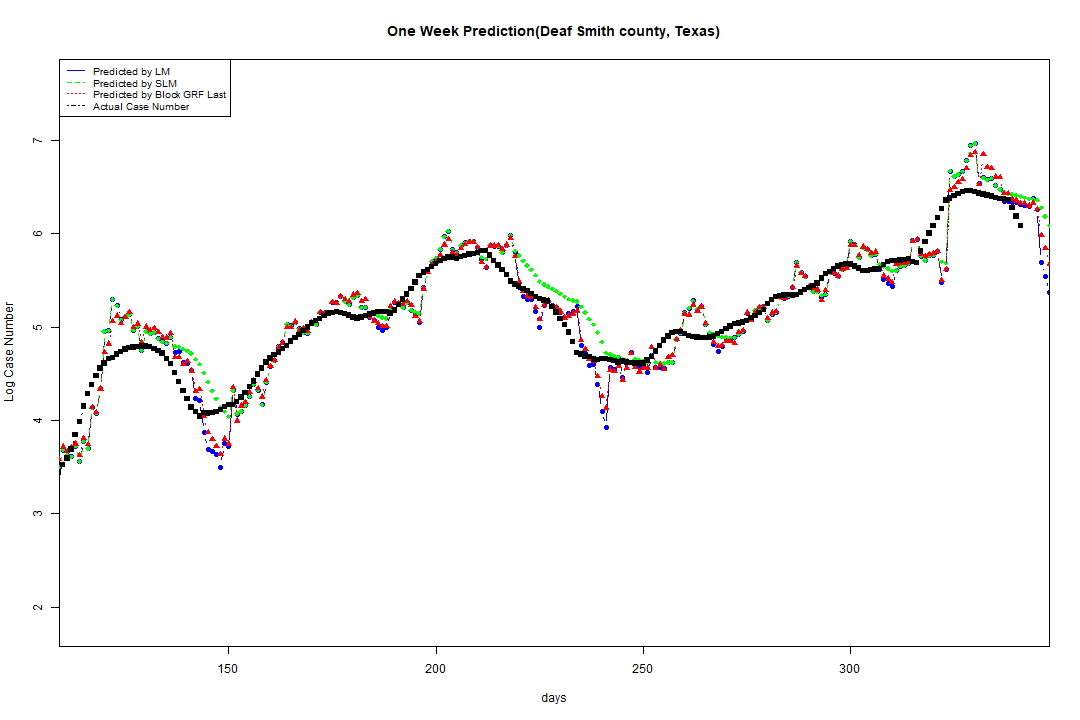 One Week Prediction(Deaf Smith county, Texas)
Predicted by LM
Predicted by SLM
Predicted by Block GRF Last
Actual Case Number
7
6
5
4
3
2
Log Case Number
150 200 250 300
days